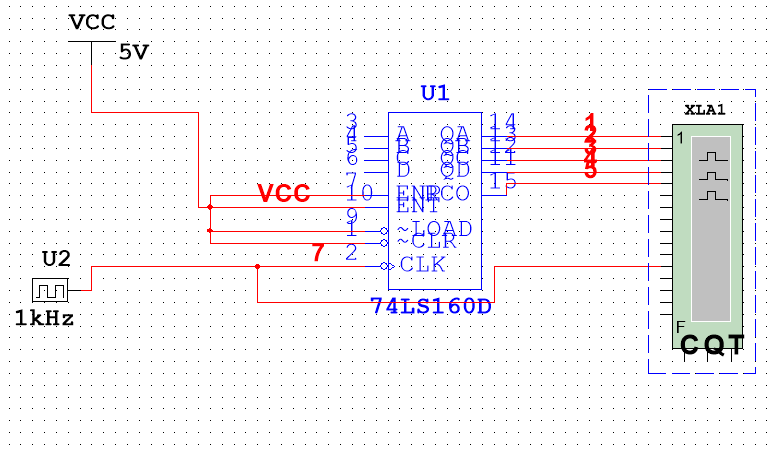 VCC
5V
U1
XLA1
3
14
1
4
A
QA
13
2
1
5
B
QB
12
3
6
C
QC
11
4
D
QD
5
7
15
VCC
10
ENP
RCO
ENT
9
~LOAD
1
~CLR
7
2
CLK
U2
74LS160D
1kHz
F
C Q T